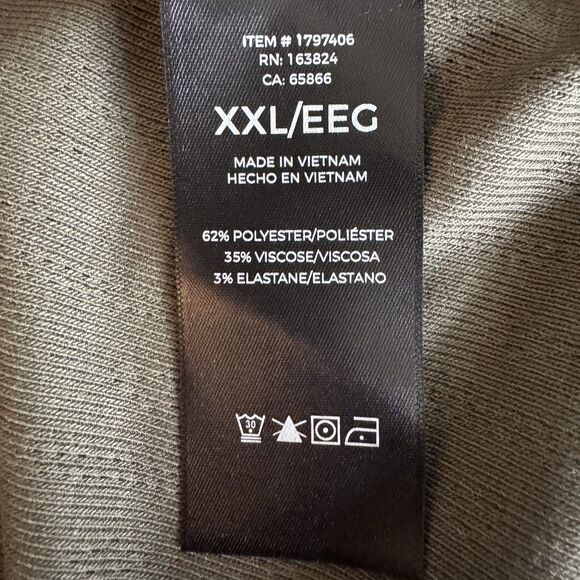 ITEM # 1797406
RN: 163824
CA: 65866
XXL/EEG
MADE IN VIETNAM
HECHO EN VIETNAM
62% POLYESTER/POLIÉSTER
35% VISCOSE/VISCOSA
3% ELASTANE/ELASTANO
30